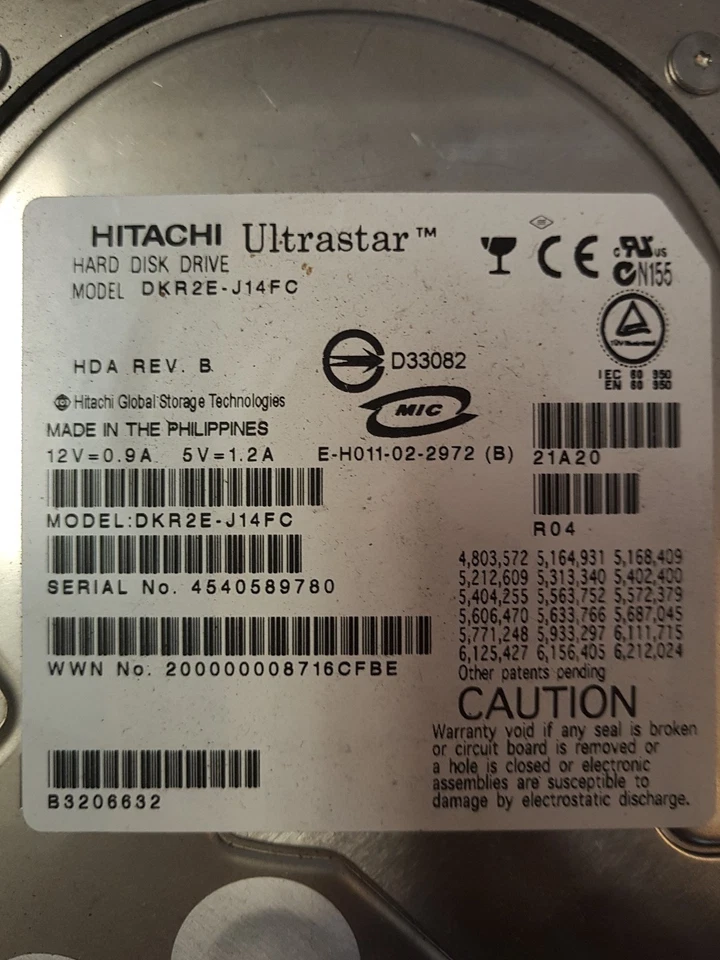 HITACHI Ultrastar™
HARD DISK DRIVE
MODEL DKR2E-J14FC
CE
c RU us
N155
HDA REV. B
D33082
TÜV Rheinland
IEC 60 950
EN 60 950
Hitachi Global Storage Technologies
MIC
MADE IN THE PHILIPPINES
12V=0.9A 5V=1.2A E-H011-02-2972 (B)
21A20
MODEL:DKR2E-J14FC
R04
SERIAL No. 4540589780
4,803,572 5,164,931 5,168,409
5,212,609 5,313,340 5,402,400
5,404,255 5,563,752 5,572,379
5,606,470 5,633,766 5,687,045
5,771,248 5,933,297 6,111,715
6,125,427 6,156,405 6,212,024
Other patents pending
WWN No. 200000008716CFBE
CAUTION
Warranty void if any seal is broken
or circuit board is removed or
a hole is closed or electronic
assemblies are susceptible to
damage by electrostatic discharge.
B3206632